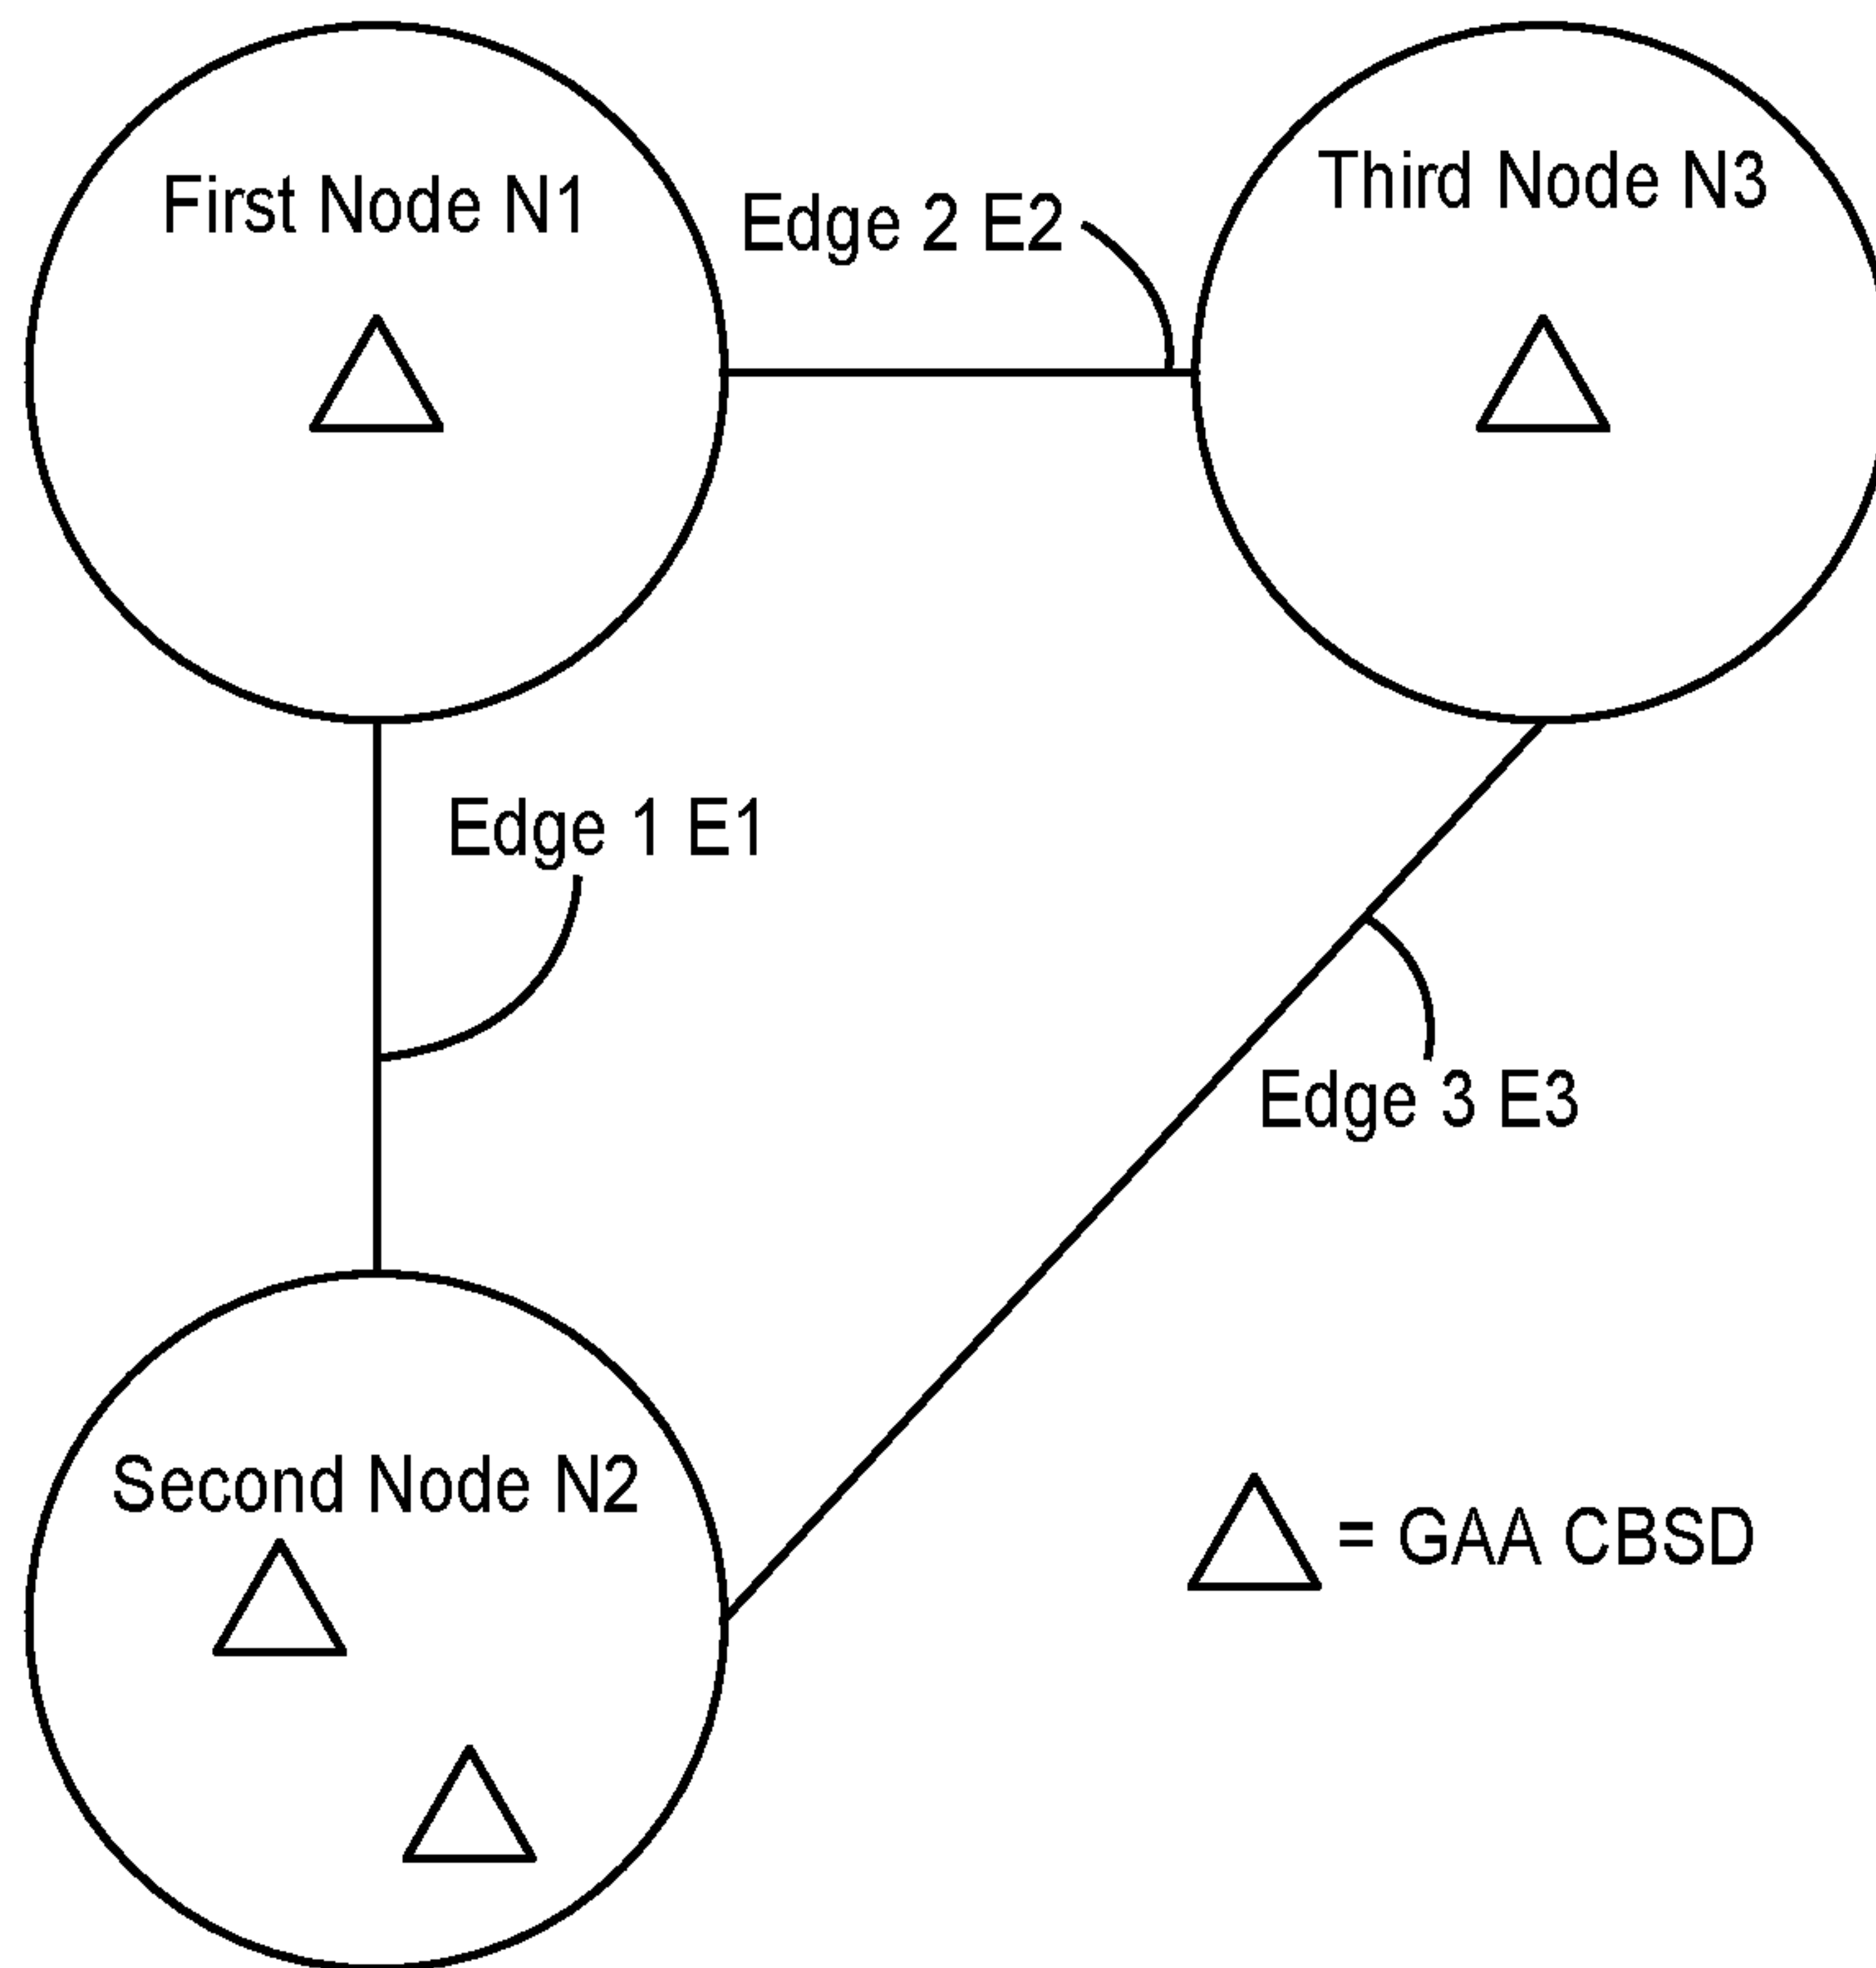 First Node N1
Edge 2 E2
Third Node N3
Edge 1 E1
Edge 3 E3
Second Node N2
= GAA CBSD